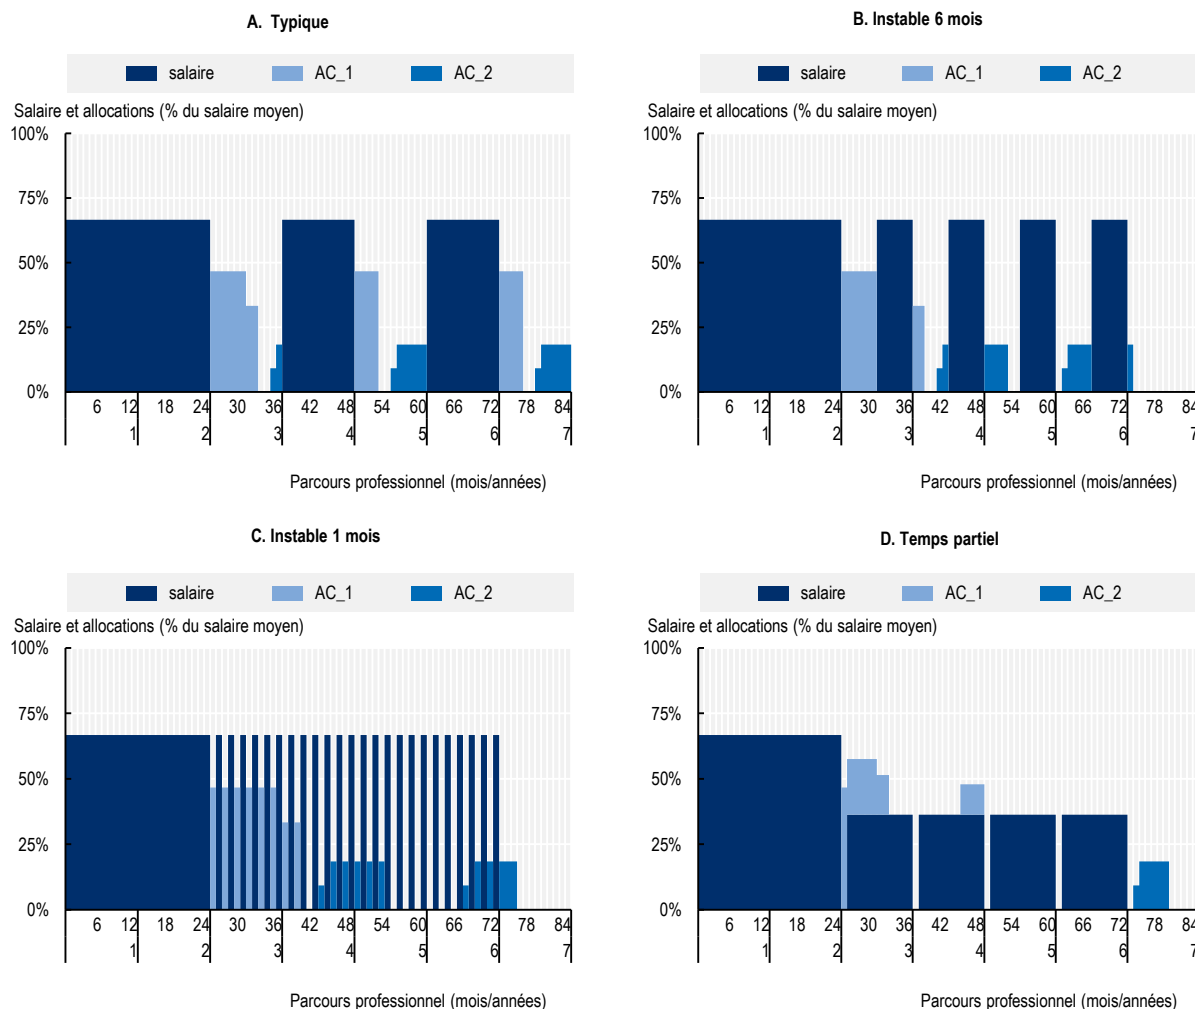 A. Typique
salaire AC_1 AC_2
Salaire et allocations (% du salaire moyen)
100%
75%
50%
25%
0%
6 12 18 24 30 36 42 48 54 60 66 72 78 84
1 2 3 4 5 6 7
Parcours professionnel (mois/années)
B. Instable 6 mois
salaire AC_1 AC_2
Salaire et allocations (% du salaire moyen)
100%
75%
50%
25%
0%
6 12 18 24 30 36 42 48 54 60 66 72 78 84
1 2 3 4 5 6 7
Parcours professionnel (mois/années)
C. Instable 1 mois
salaire AC_1 AC_2
Salaire et allocations (% du salaire moyen)
100%
75%
50%
25%
0%
6 12 18 24 30 36 42 48 54 60 66 72 78 84
1 2 3 4 5 6 7
Parcours professionnel (mois/années)
D. Temps partiel
salaire AC_1 AC_2
Salaire et allocations (% du salaire moyen)
100%
75%
50%
25%
0%
6 12 18 24 30 36 42 48 54 60 66 72 78 84
1 2 3 4 5 6 7
Parcours professionnel (mois/années)